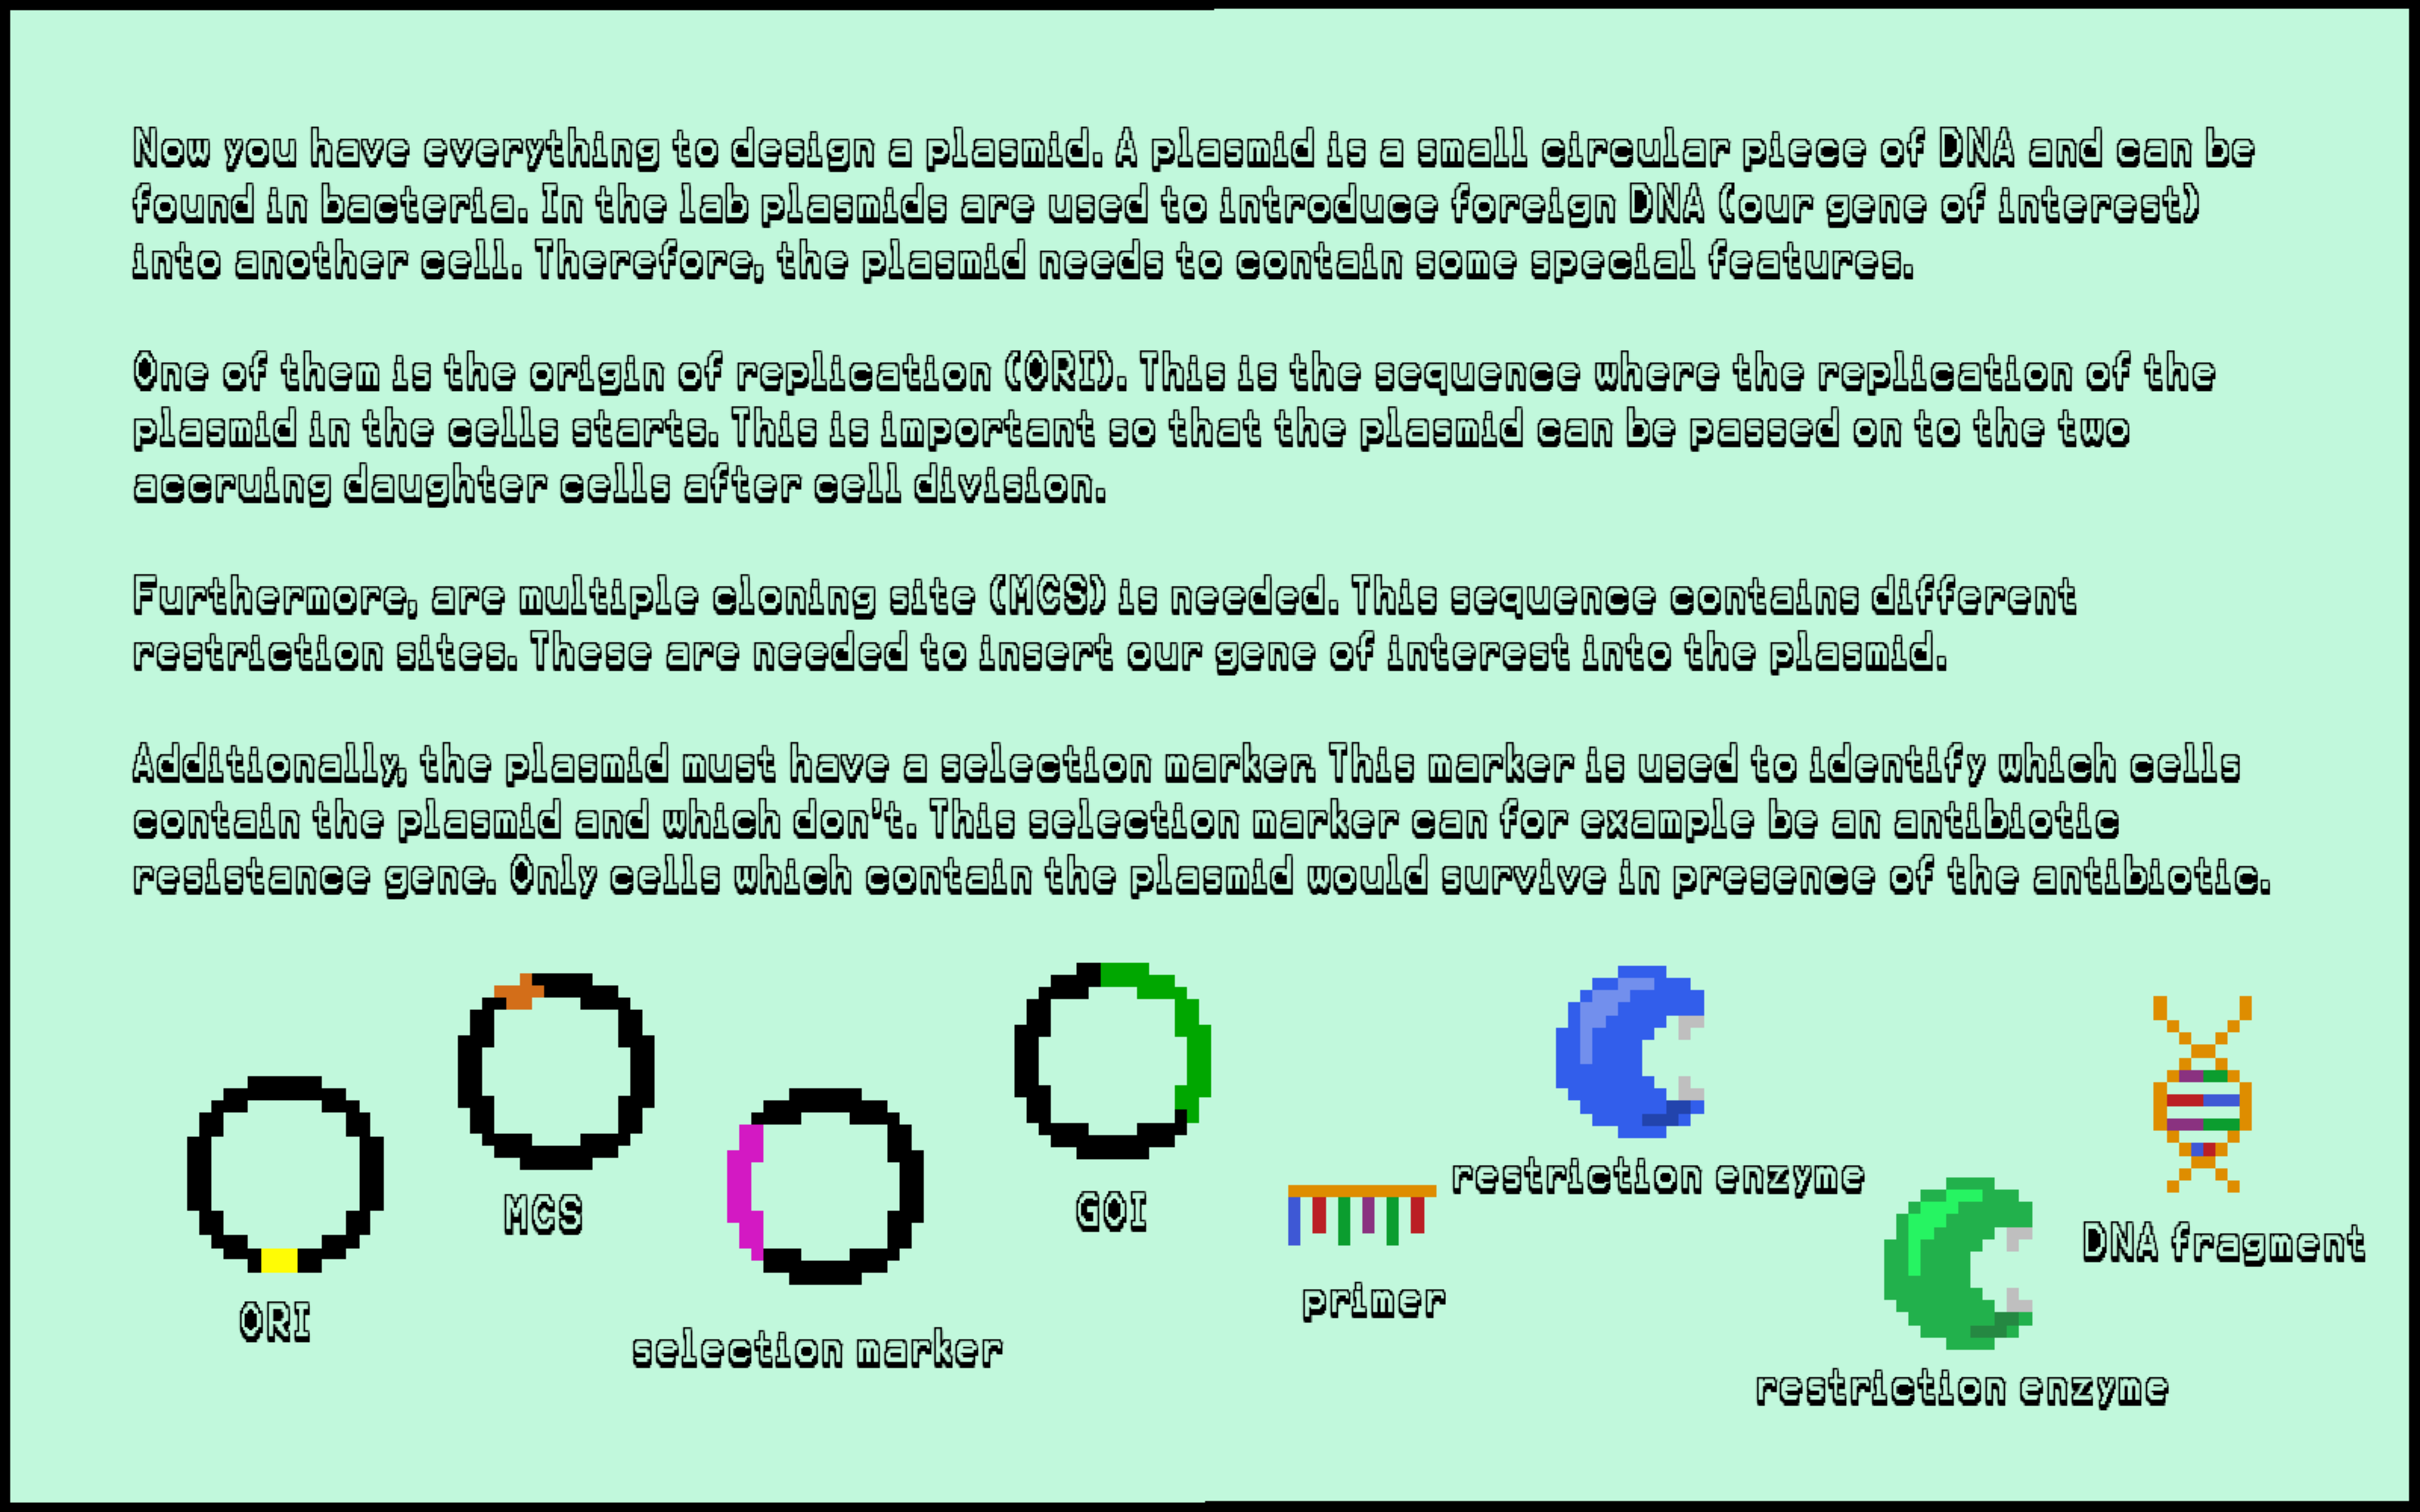 Now you have everything to design a plasmid. A plasmid is a small circular piece of DNA and can be
found in bacteria. In the lab plasmids are used to introduce foreign DNA (our gene of interest)
into another cell. Therefore, the plasmid needs to contain some special features.
One of them is the origin of replication (ORI). This is the sequence where the replication of the
plasmid in the cells starts. This is important so that the plasmid can be passed on to the two
accruing daughter cells after cell division.
Furthermore, are multiple cloning site (MCS) is needed. This sequence contains different
restriction sites. These are needed to insert our gene of interest into the plasmid.
Additionally, the plasmid must have a selection marker. This marker is used to identify which cells
contain the plasmid and which don't. This selection marker can for example be an antibiotic
resistance gene. Only cells which contain the plasmid would survive in presence of the antibiotic.
ORI
MCS
selection marker
GOI
primer
restriction enzyme
restriction enzyme
DNA fragment